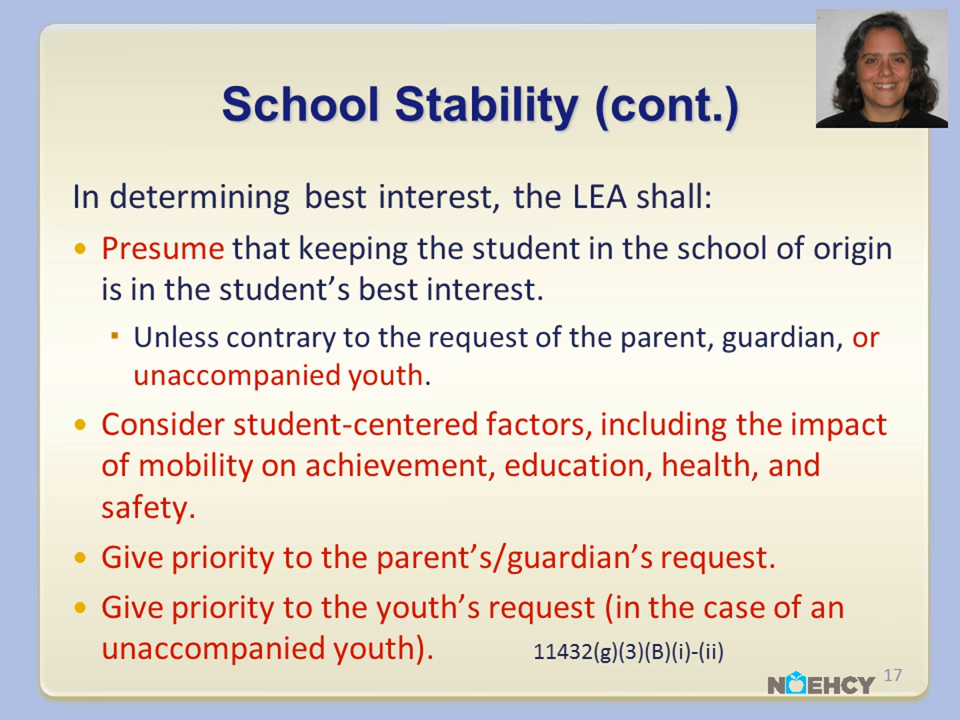 School Stability (cont.)
In determining best interest, the LEA shall:
• Presume that keeping the student in the school of origin
is in the student’s best interest.
▪ Unless contrary to the request of the parent, guardian, or
unaccompanied youth.
• Consider student-centered factors, including the impact
of mobility on achievement, education, health, and
safety.
• Give priority to the parent’s/guardian’s request.
• Give priority to the youth’s request (in the case of an
unaccompanied youth). 11432(g)(3)(B)(i)-(ii)
17
NAEHCY